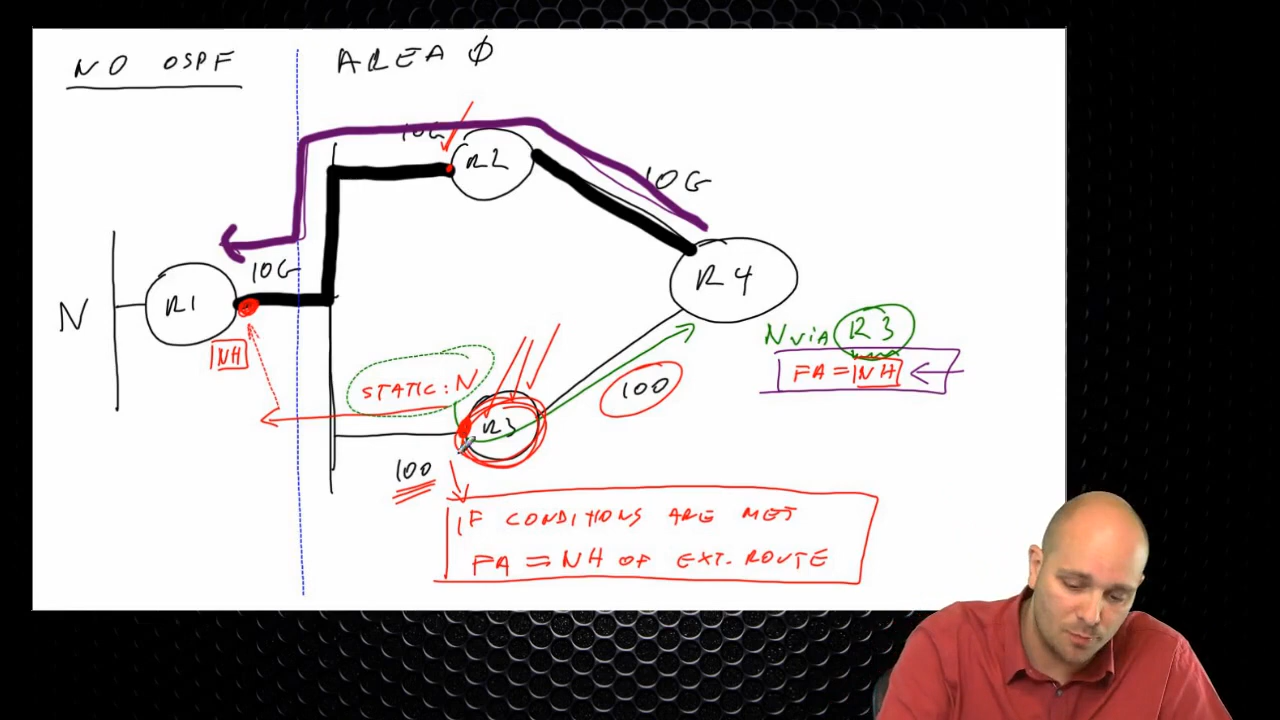 NO OSPF
AREA 0
10G
R2
10G
10G
R1
N
R4
NH
N VIA R3
FA = NH
STATIC: N
100
R3
100
IF CONDITIONS ARE MET
FA = NH OF EXT. ROUTE